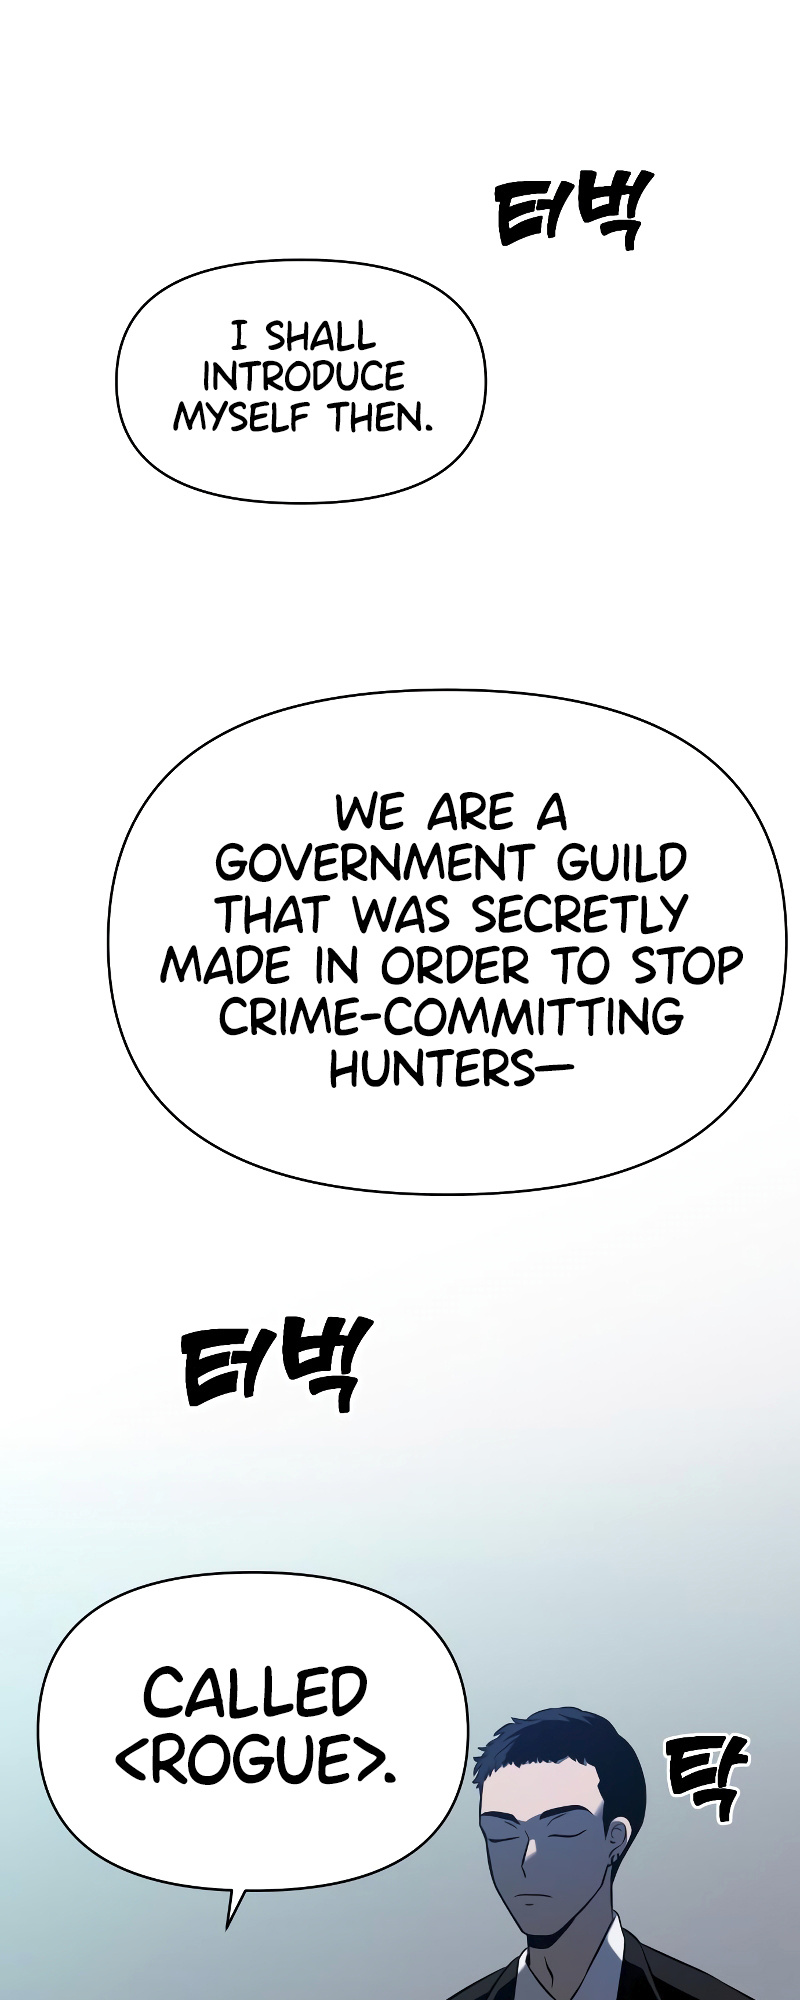 터벅
I SHALL
INTRODUCE
MYSELF THEN.
WE ARE A
GOVERNMENT GUILD
THAT WAS SECRETLY
MADE IN ORDER TO STOP
CRIME-COMMITTING
HUNTERS—
터벅
CALLED
<ROGUE>.
탁